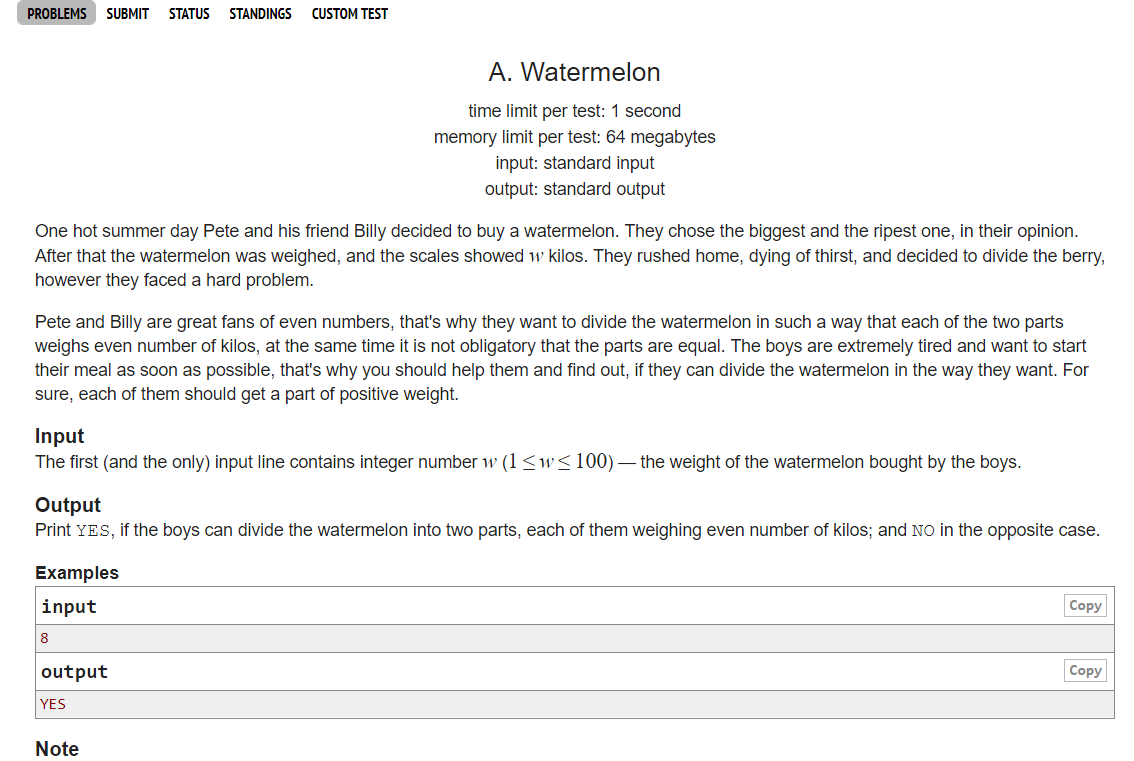 PROBLEMS SUBMIT STATUS STANDINGS CUSTOM TEST
A. Watermelon
time limit per test: 1 second
memory limit per test: 64 megabytes
input: standard input
output: standard output
One hot summer day Pete and his friend Billy decided to buy a watermelon. They chose the biggest and the ripest one, in their opinion.
After that the watermelon was weighed, and the scales showed w kilos. They rushed home, dying of thirst, and decided to divide the berry,
however they faced a hard problem.
Pete and Billy are great fans of even numbers, that's why they want to divide the watermelon in such a way that each of the two parts
weighs even number of kilos, at the same time it is not obligatory that the parts are equal. The boys are extremely tired and want to start
their meal as soon as possible, that's why you should help them and find out, if they can divide the watermelon in the way they want. For
sure, each of them should get a part of positive weight.
Input
The first (and the only) input line contains integer number w (1 ≤ w ≤ 100) — the weight of the watermelon bought by the boys.
Output
Print YES, if the boys can divide the watermelon into two parts, each of them weighing even number of kilos; and NO in the opposite case.
Examples
input Copy
8
output Copy
YES
Note